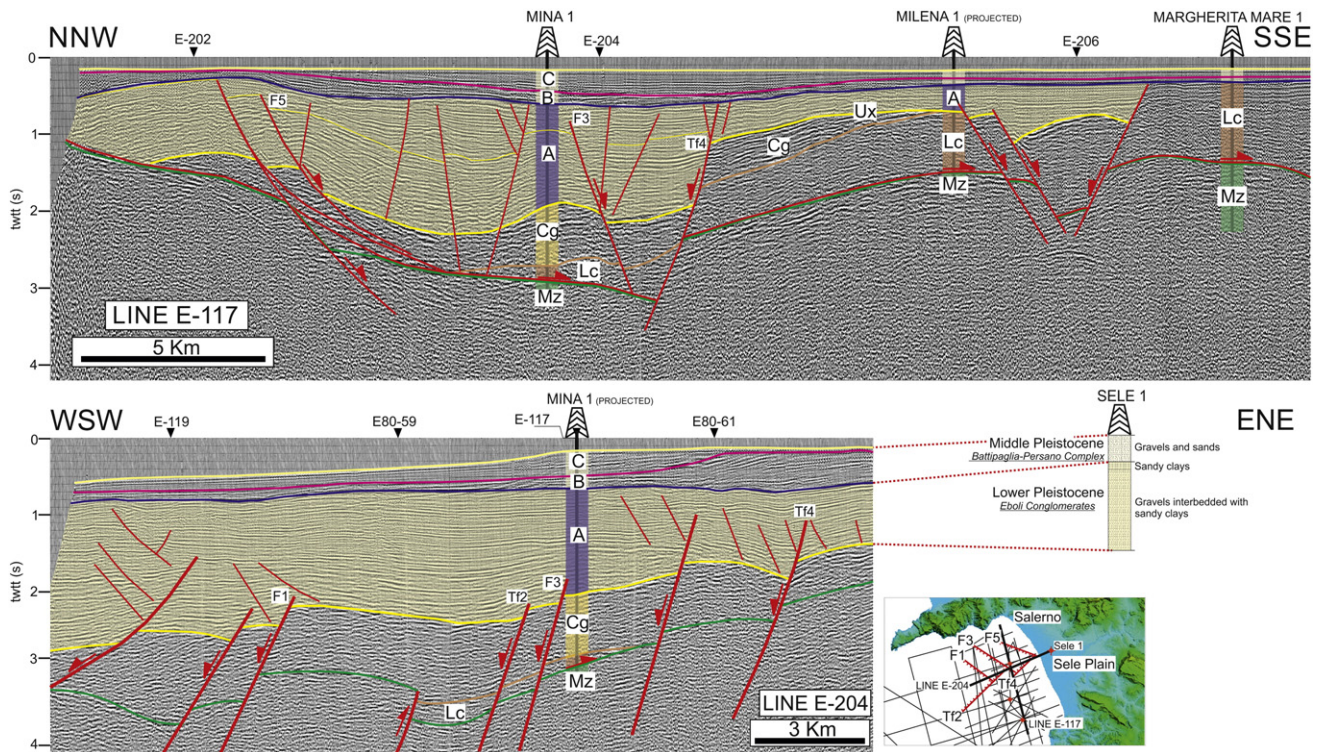 NNW
E-202
MINA 1
E-204
MILENA 1 (PROJECTED)
E-206
MARGHERITA MARE 1
SSE
0
1
2
3
4
twtt (s)
F5
C
B
A
Cg
Lc
Mz
F3
Tf4
Cg
Ux
A
Lc
Mz
Lc
Mz
LINE E-117
5 Km
WSW
E-119
E80-59
E-117
MINA 1 (PROJECTED)
E80-61
SELE 1
ENE
0
1
2
3
4
twtt (s)
C
B
A
Cg
Mz
F1
Tf2
F3
Tf4
Lc
LINE E-204
3 Km
Middle Pleistocene
Battipaglia-Persano Complex
Gravels and sands
Sandy clays
Lower Pleistocene
Eboli Conglomerates
Gravels interbedded with
sandy clays
Salerno
F3
F5
Sele 1
F1
Sele Plain
LINE E-204
Tf4
Tf2
LINE E-117